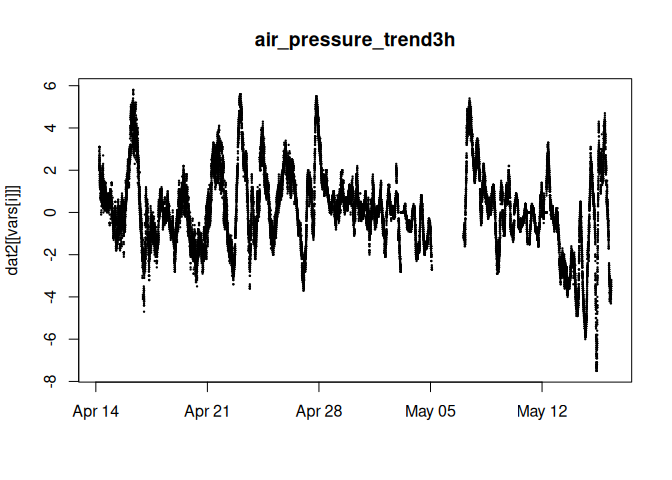 air_pressure_trend3h
dat2[[vars[i]]]
6
4
2
0
-2
-4
-6
-8
Apr 14
Apr 21
Apr 28
May 05
May 12